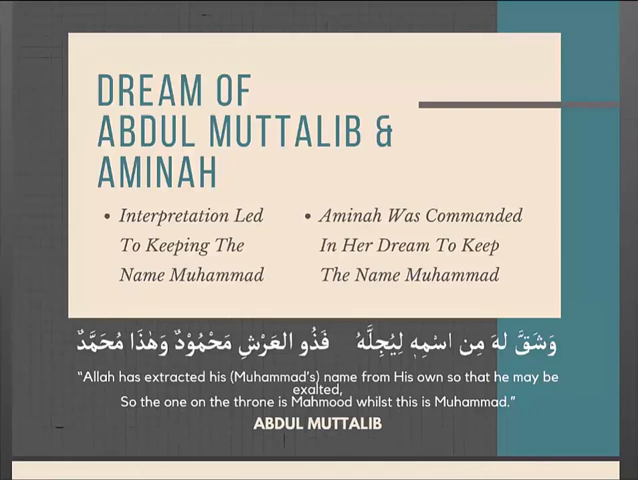 DREAM OF
ABDUL MUTTALIB &
AMINAH
• Interpretation Led
To Keeping The
Name Muhammad
• Aminah Was Commanded
In Her Dream To Keep
The Name Muhammad
وَشَقَّ لهَ مِن اسْمِهٖ لِيُجِلَّهُ فَذُو العَرْشِ مَحْمُوْدٌ وَهٰذَا مُحَمَّدٌ
“Allah has extracted his (Muhammad’s) name from His own so that he may be
exalted,
So the one on the throne is Mahmood whilst this is Muhammad.”
ABDUL MUTTALIB